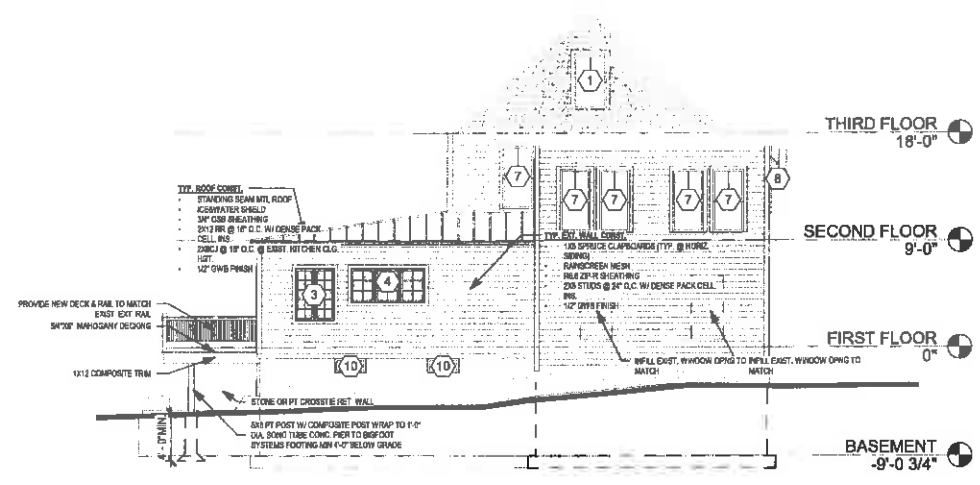 1
THIRD FLOOR
18'-0"
7
7
7
7
7
8
TYP. ROOF CONST.
STANDING SEAM MTL ROOF
ICE&WATER SHIELD
3/4" OSB SHEATHING
2X12 RR @ 16" O.C. W/ DENSE PACK
CELL. INS.
2X8CJ @ 16" O.C. @ EXIST. KITCHEN CLG.
HGT.
1/2" GWB FINISH
TYP. EXT. WALL CONST.
1X6 SPRUCE CLAPBOARDS (TYP. @ HORIZ.
SIDING)
RAINSCREEN MESH
ZIP-R SHEATHING
STUDS @ 24" O.C. W/ DENSE PACK CELL.
INS.
1/2" GWB FINISH
SECOND FLOOR
9'-0"
3
4
PROVIDE NEW DECK & RAIL TO MATCH
EXIST EXT RAIL
5/4"X6" MAHOGANY DECKING
1X12 COMPOSITE TRIM
10
10
INFILL EXIST. WINDOW OPNG TO
MATCH
INFILL EXIST. WINDOW OPNG TO
MATCH
FIRST FLOOR
0"
STONE OR PT CROSSTIE RET WALL
6X6 PT POST W/ COMPOSITE POST WRAP TO 1'-0"
DIA. SONO TUBE CONC. PIER TO BIGFOOT
SYSTEMS FOOTING MIN 4'-0" BELOW GRADE
4'-0" MIN.
BASEMENT
-9'-0 3/4"